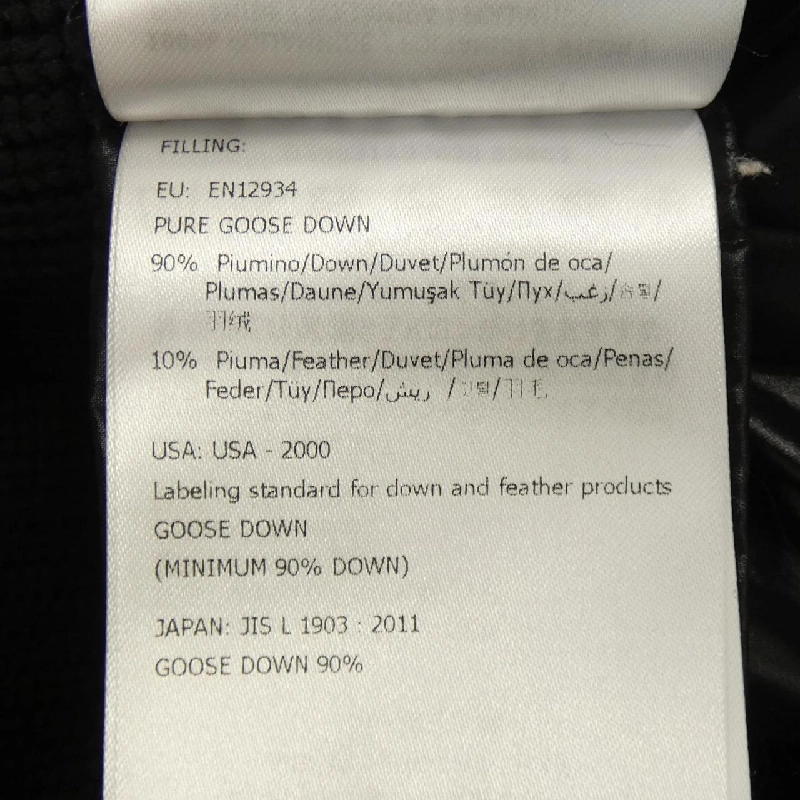 FILLING:
EU: EN12934
PURE GOOSE DOWN
90% Piumino/Down/Duvet/Plumón de oca/
Plumas/Daune/Yumuşak Tüy/Пух/زغب/솜털/
羽绒
10% Piuma/Feather/Duvet/Pluma de oca/Penas/
Feder/Tüy/Перо/ريش /깃털/羽毛
USA: USA - 2000
Labeling standard for down and feather products
GOOSE DOWN
(MINIMUM 90% DOWN)
JAPAN: JIS L 1903 : 2011
GOOSE DOWN 90%